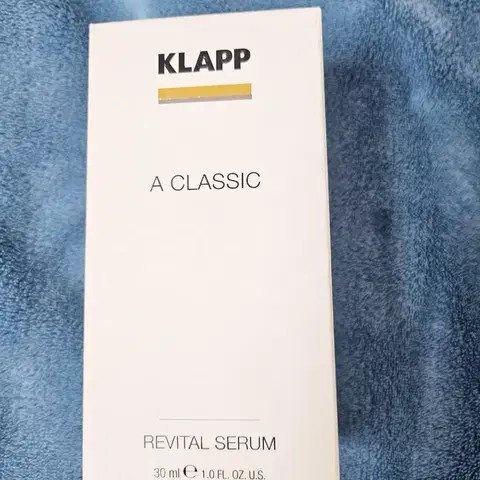 KLAPP
A CLASSIC
REVITAL SERUM
30 ml ℮ 1.0 FL. OZ. U.S.